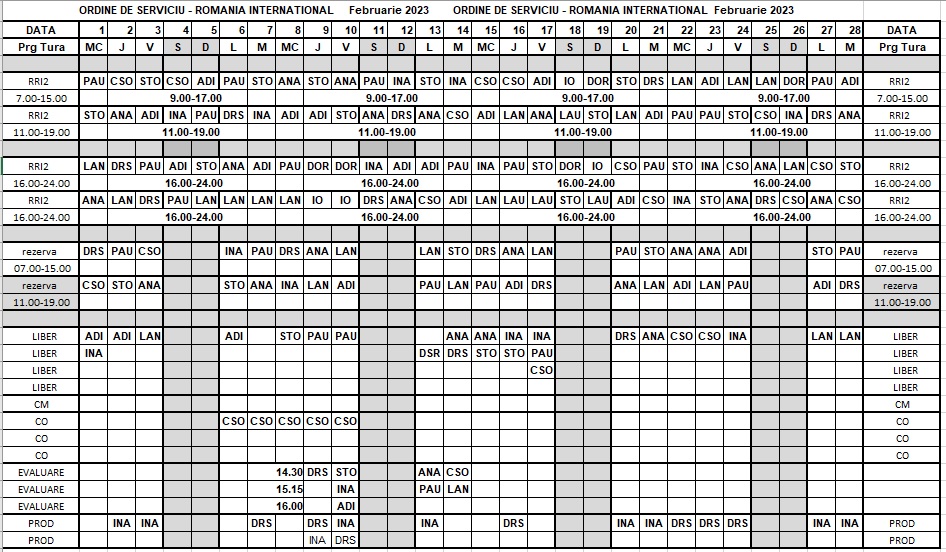 ORDINE DE SERVICIU - ROMANIA INTERNATIONAL Februarie 2023 ORDINE DE SERVICIU - ROMANIA INTERNATIONAL Februarie 2023
DATA 1 2 3 4 5 6 7 8 9 10 11 12 13 14 15 16 17 18 19 20 21 22 23 24 25 26 27 28 DATA
Prg Tura MC J V S D L M MC J V S D L M MC J V S D L M MC J V S D L M Prg Tura
RRI2 PAU CSO STO CSO ADI PAU STO ANA STO ANA PAU INA STO INA CSO CSO ADI IO DOR STO DRS LAN ADI LAN LAN DOR PAU ADI RRI2
7.00-15.00 9.00-17.00 9.00-17.00 9.00-17.00 9.00-17.00 7.00-15.00
RRI2 STO ANA ADI INA PAU DRS INA ADI ADI STO ANA DRS ANA CSO ADI LAN ANA LAU STO LAN ADI LAN PAU PAU CSO INA DRS ANA RRI2
11.00-19.00 11.00-19.00 11.00-19.00 11.00-19.00 11.00-19.00 11.00-19.00
RRI2 LAN DRS PAU ADI STO ANA ADI PAU DOR DOR INA ADI ADI PAU INA PAU STO DOR IO CSO PAU STO INA CSO ANA LAN CSO STO RRI2
16.00-24.00 16.00-24.00 16.00-24.00 16.00-24.00 16.00-24.00 16.00-24.00
RRI2 ANA LAN DRS PAU LAN LAN LAN LAN IO IO DRS ANA CSO ADI LAN LAU LAU STO LAU ADI CSO INA STO ANA DRS CSO ANA CSO RRI2
16.00-24.00 16.00-24.00 16.00-24.00 16.00-24.00 16.00-24.00 16.00-24.00
rezerva DRS PAU CSO INA PAU DRS ANA LAN LAN STO DRS ANA LAN PAU STO ANA ANA ADI STO PAU rezerva
07.00-15.00 07.00-15.00
rezerva CSO STO ANA STO ANA INA LAN ADI PAU LAN PAU ADI DRS ANA LAN ADI LAN PAU ADI DRS rezerva
11.00-19.00 11.00-19.00
LIBER ADI ADI LAN ADI STO PAU PAU ANA ANA INA INA DRS ANA CSO CSO INA LAN LAN LIBER
LIBER INA DSR DRS STO STO PAU LIBER
LIBER CSO LIBER
LIBER LIBER
CM CM
CO CSO CSO CSO CSO CSO CO
CO CO
CO CO
EVALUARE 14.30 DRS STO ANA CSO
EVALUARE 15.15 INA PAU LAN
EVALUARE 16.00 ADI
PROD INA INA DRS DRS INA INA DRS INA INA DRS DRS DRS INA INA PROD
PROD INA DRS PROD